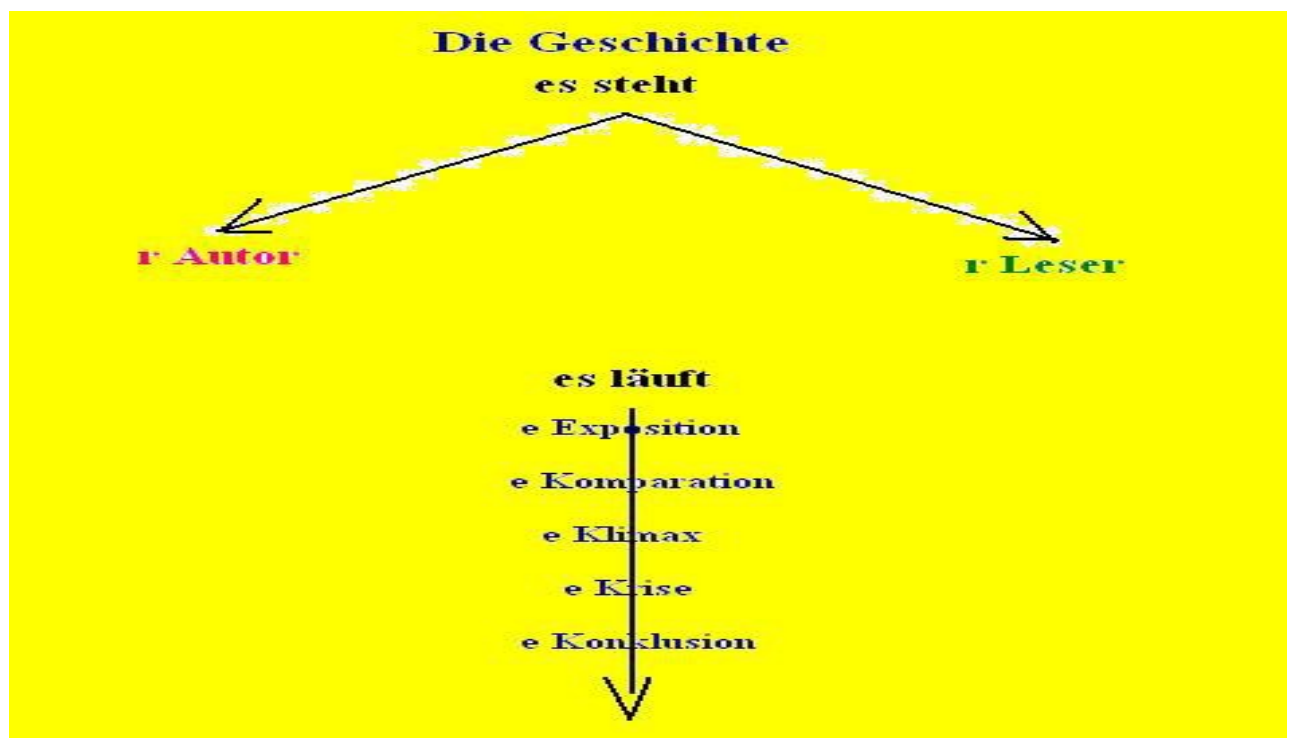 Die Geschichte
es steht
r Autor
r Leser
es läuft
e Exposition
e Komparation
e Klimax
e Krise
e Konklusion